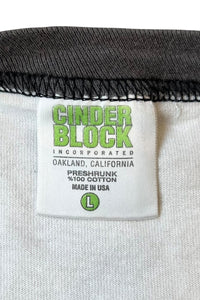 CINDER
BLOCK
INCORPORATED
OAKLAND, CALIFORNIA
PRESHRUNK
%100 COTTON
MADE IN USA
L